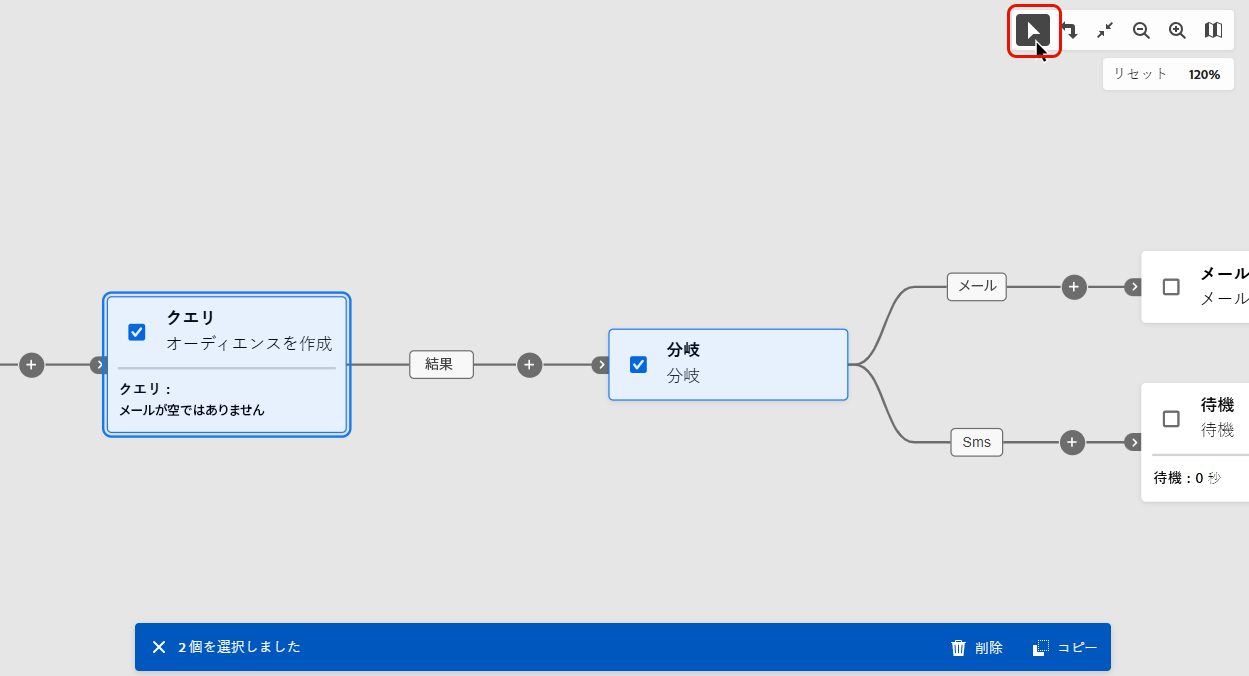 リセット 120%
クエリ
オーディエンスを作成
クエリ：
メールが空ではありません
結果
分岐
分岐
メール
Sms
メール
メール
待機
待機
待機：0 秒
2 個を選択しました
削除
コピー